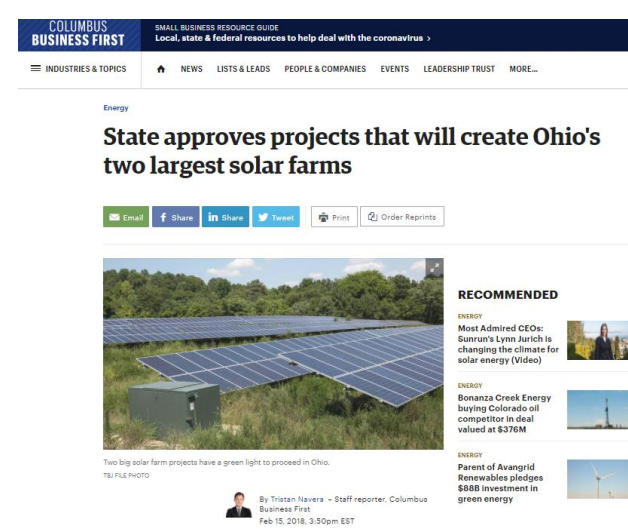 COLUMBUS
BUSINESS FIRST
SMALL BUSINESS RESOURCE GUIDE
Local, state & federal resources to help deal with the coronavirus >
INDUSTRIES & TOPICS
NEWS
LISTS & LEADS
PEOPLE & COMPANIES
EVENTS
LEADERSHIP TRUST
MORE...
Energy
State approves projects that will create Ohio's
two largest solar farms
Email
Share
in Share
Tweet
Print
Order Reprints
Two big solar farm projects have a green light to proceed in Ohio.
TBJ FILE PHOTO
By Tristan Navera – Staff reporter, Columbus
Business First
Feb 15, 2018, 3:50pm EST
RECOMMENDED
ENERGY
Most Admired CEOs:
Sunrun's Lynn Jurich is
changing the climate for
solar energy (Video)
ENERGY
Bonanza Creek Energy
buying Colorado oil
competitor in deal
valued at $376M
ENERGY
Parent of Avangrid
Renewables pledges
$88B investment in
green energy